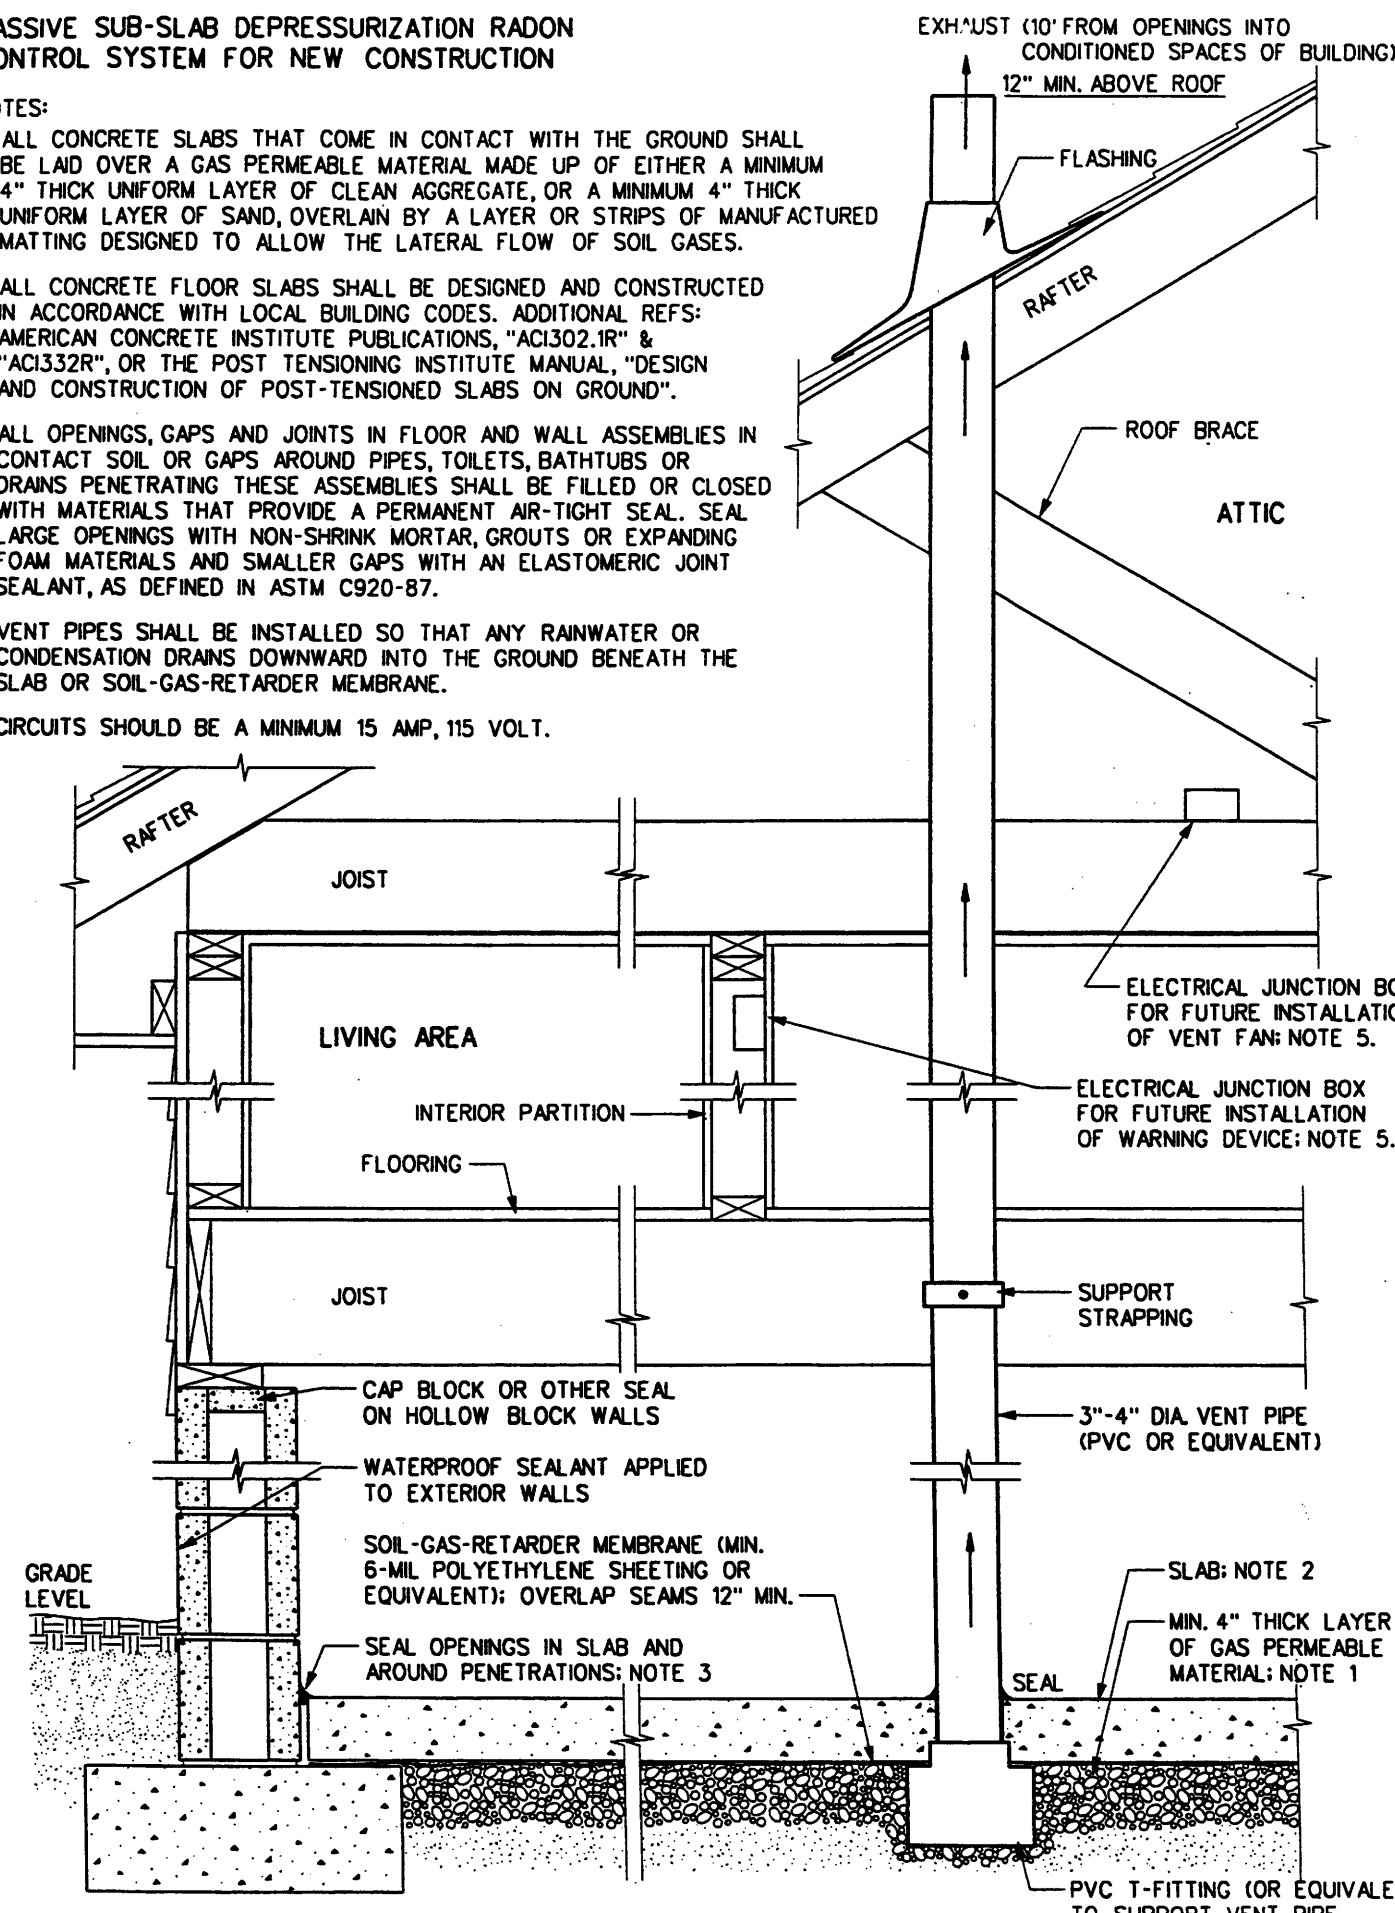 ASSIVE SUB-SLAB DEPRESSURIZATION RADON
ONTROL SYSTEM FOR NEW CONSTRUCTION
OTES:
ALL CONCRETE SLABS THAT COME IN CONTACT WITH THE GROUND SHALL
BE LAID OVER A GAS PERMEABLE MATERIAL MADE UP OF EITHER A MINIMUM
4" THICK UNIFORM LAYER OF CLEAN AGGREGATE, OR A MINIMUM 4" THICK
UNIFORM LAYER OF SAND, OVERLAIN BY A LAYER OR STRIPS OF MANUFACTURED
MATTING DESIGNED TO ALLOW THE LATERAL FLOW OF SOIL GASES.
ALL CONCRETE FLOOR SLABS SHALL BE DESIGNED AND CONSTRUCTED
IN ACCORDANCE WITH LOCAL BUILDING CODES. ADDITIONAL REFS:
AMERICAN CONCRETE INSTITUTE PUBLICATIONS, "ACI302.1R" &
"ACI332R", OR THE POST TENSIONING INSTITUTE MANUAL, "DESIGN
AND CONSTRUCTION OF POST-TENSIONED SLABS ON GROUND".
ALL OPENINGS, GAPS AND JOINTS IN FLOOR AND WALL ASSEMBLIES IN
CONTACT SOIL OR GAPS AROUND PIPES, TOILETS, BATHTUBS OR
DRAINS PENETRATING THESE ASSEMBLIES SHALL BE FILLED OR CLOSED
WITH MATERIALS THAT PROVIDE A PERMANENT AIR-TIGHT SEAL. SEAL
LARGE OPENINGS WITH NON-SHRINK MORTAR, GROUTS OR EXPANDING
FOAM MATERIALS AND SMALLER GAPS WITH AN ELASTOMERIC JOINT
SEALANT, AS DEFINED IN ASTM C920-87.
VENT PIPES SHALL BE INSTALLED SO THAT ANY RAINWATER OR
CONDENSATION DRAINS DOWNWARD INTO THE GROUND BENEATH THE
SLAB OR SOIL-GAS-RETARDER MEMBRANE.
CIRCUITS SHOULD BE A MINIMUM 15 AMP, 115 VOLT.
EXHAUST (10' FROM OPENINGS INTO
CONDITIONED SPACES OF BUILDING)
12" MIN. ABOVE ROOF
FLASHING
RAFTER
ROOF BRACE
ATTIC
RAFTER
JOIST
ELECTRICAL JUNCTION BO
FOR FUTURE INSTALLATIO
OF VENT FAN; NOTE 5.
LIVING AREA
ELECTRICAL JUNCTION BOX
FOR FUTURE INSTALLATION
OF WARNING DEVICE; NOTE 5.
INTERIOR PARTITION
FLOORING
JOIST
SUPPORT
STRAPPING
CAP BLOCK OR OTHER SEAL
ON HOLLOW BLOCK WALLS
3"-4" DIA. VENT PIPE
(PVC OR EQUIVALENT)
WATERPROOF SEALANT APPLIED
TO EXTERIOR WALLS
SOIL-GAS-RETARDER MEMBRANE (MIN.
6-MIL POLYETHYLENE SHEETING OR
EQUIVALENT); OVERLAP SEAMS 12" MIN.
GRADE
LEVEL
SLAB; NOTE 2
MIN. 4" THICK LAYER
OF GAS PERMEABLE
MATERIAL; NOTE 1
SEAL OPENINGS IN SLAB AND
AROUND PENETRATIONS; NOTE 3
SEAL
PVC T-FITTING (OR EQUIVALE
TO SUPPORT VENT PIPE